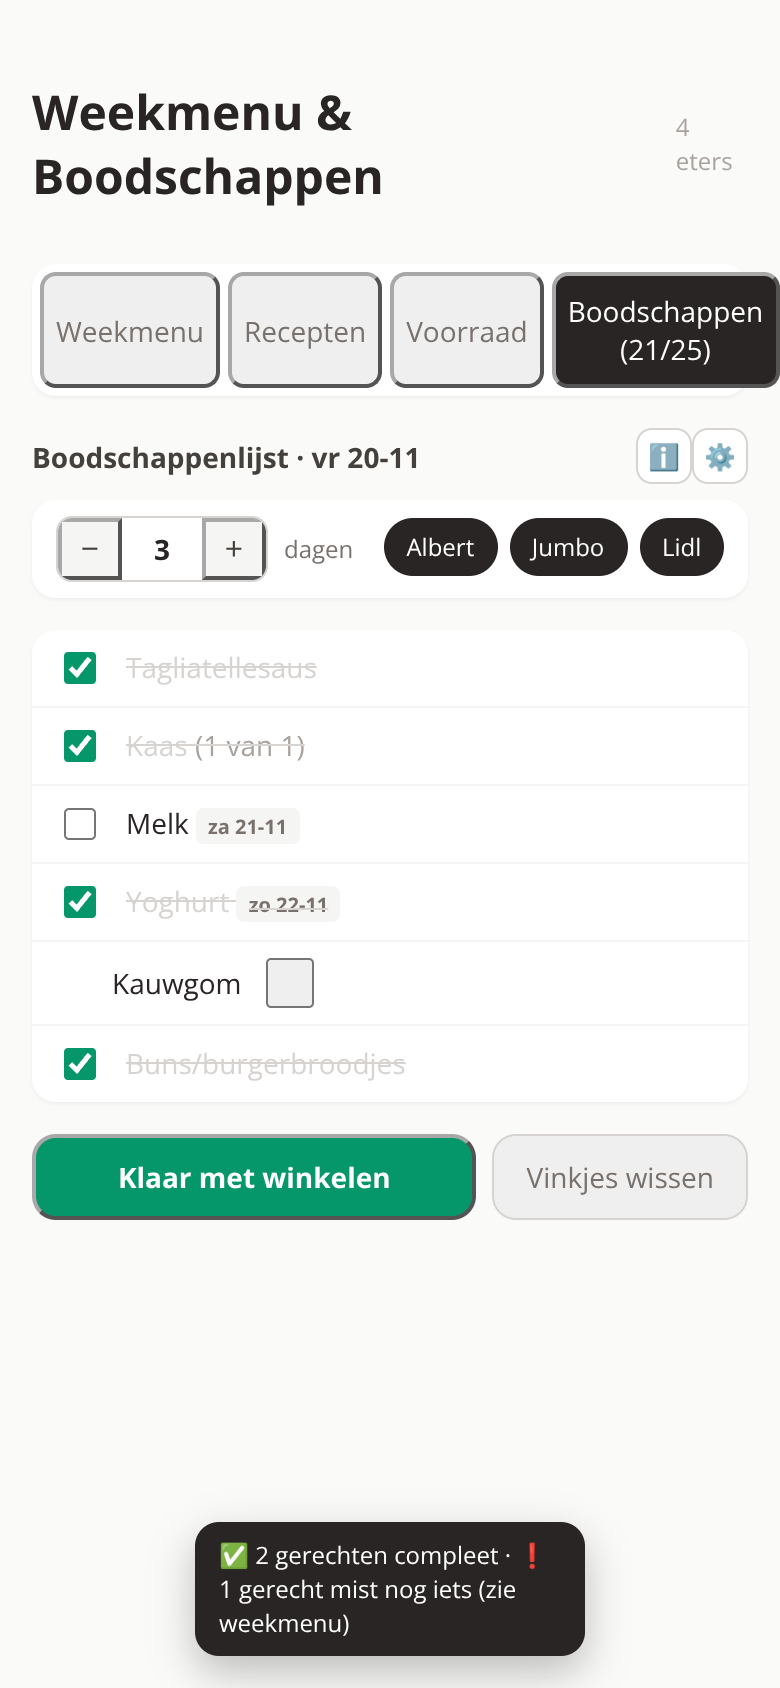 Weekmenu &
Boodschappen
4
eters
Weekmenu
Recepten
Voorraad
Boodschappen
(21/25)
Boodschappenlijst · vr 20-11
ℹ️ ⚙️
− 3 + dagen Albert Jumbo Lidl
Tagliatellesaus
Kaas (1 van 1)
Melk za 21-11
Yoghurt zo 22-11
Kauwgom
Buns/burgerbroodjes
Klaar met winkelen
Vinkjes wissen
✅ 2 gerechten compleet · ❗
1 gerecht mist nog iets (zie
weekmenu)